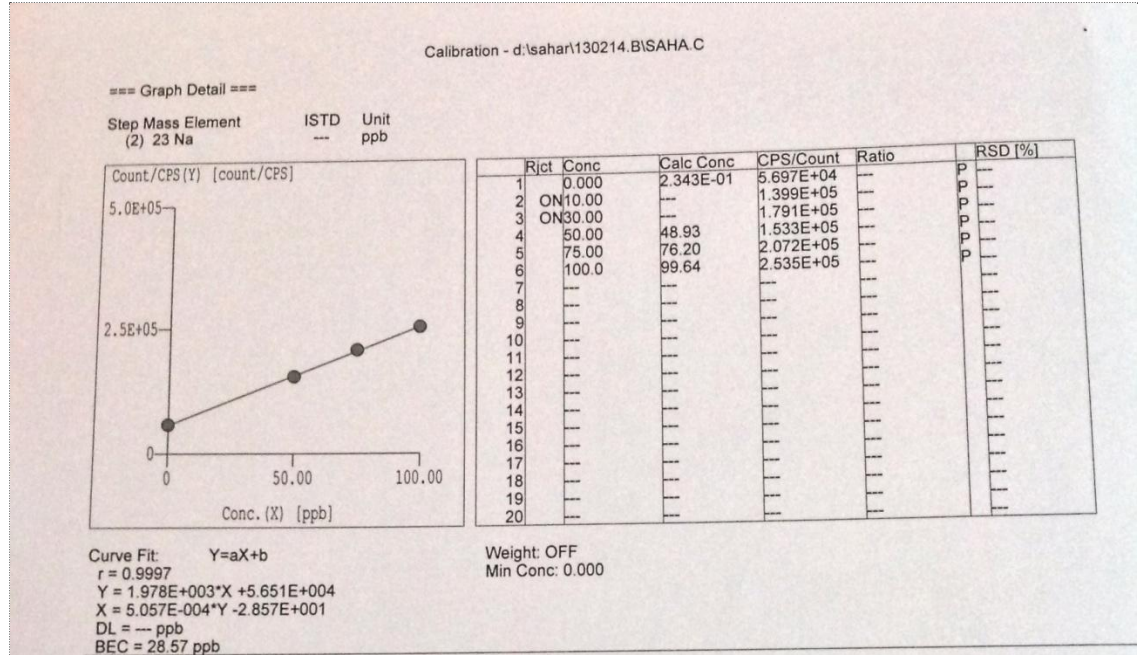 Calibration - d:\sahar\130214.B\SAHA.C
=== Graph Detail ===
Step Mass Element ISTD Unit
(2) 23 Na --- ppb
Count/CPS(Y) [count/CPS]
5.0E+05
2.5E+05
0
0 50.00 100.00
Conc.(X) [ppb]
Rjct Conc Calc Conc CPS/Count Ratio RSD [%]
1 0.000 2.343E-01 5.697E+04 --- P ---
2 ON 10.00 --- 1.399E+05 --- P ---
3 ON 30.00 --- 1.791E+05 --- P ---
4 50.00 48.93 1.533E+05 --- P ---
5 75.00 76.20 2.072E+05 --- P ---
6 100.0 99.64 2.535E+05 --- P ---
7 --- --- --- --- ---
8 --- --- --- --- ---
9 --- --- --- --- ---
10 --- --- --- --- ---
11 --- --- --- --- ---
12 --- --- --- --- ---
13 --- --- --- --- ---
14 --- --- --- --- ---
15 --- --- --- --- ---
16 --- --- --- --- ---
17 --- --- --- --- ---
18 --- --- --- --- ---
19 --- --- --- --- ---
20 --- --- --- --- ---
Curve Fit: Y=aX+b
r = 0.9997
Y = 1.978E+003*X +5.651E+004
X = 5.057E-004*Y -2.857E+001
DL = --- ppb
BEC = 28.57 ppb
Weight: OFF
Min Conc: 0.000